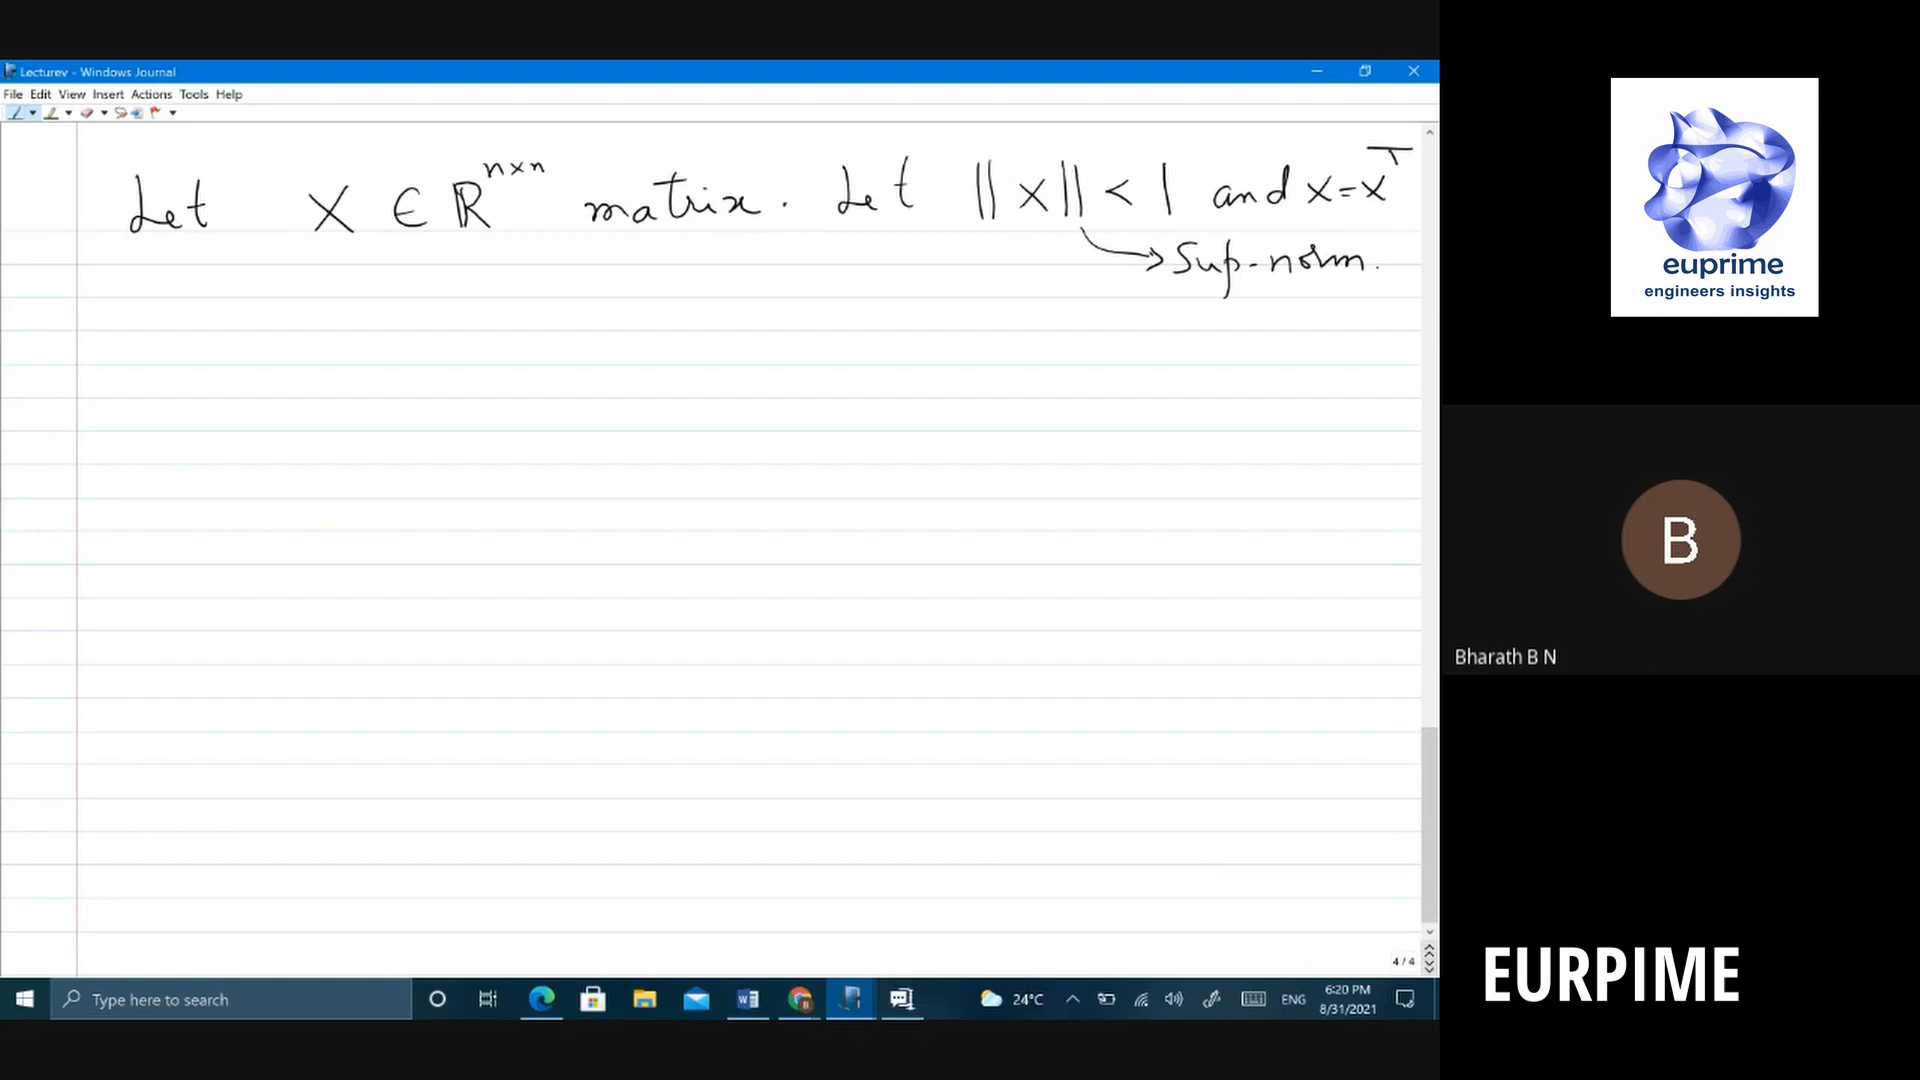 Lecturev - Windows Journal
File Edit View Insert Actions Tools Help
Let X ∈ ℝ^{n×n} matrix. Let ||X|| < 1 and X=X^T
→ Sup-norm.
4 / 4
Type here to search
24°C
ENG
6:20 PM
8/31/2021
euprime
engineers insights
B
Bharath B N
EURPIME